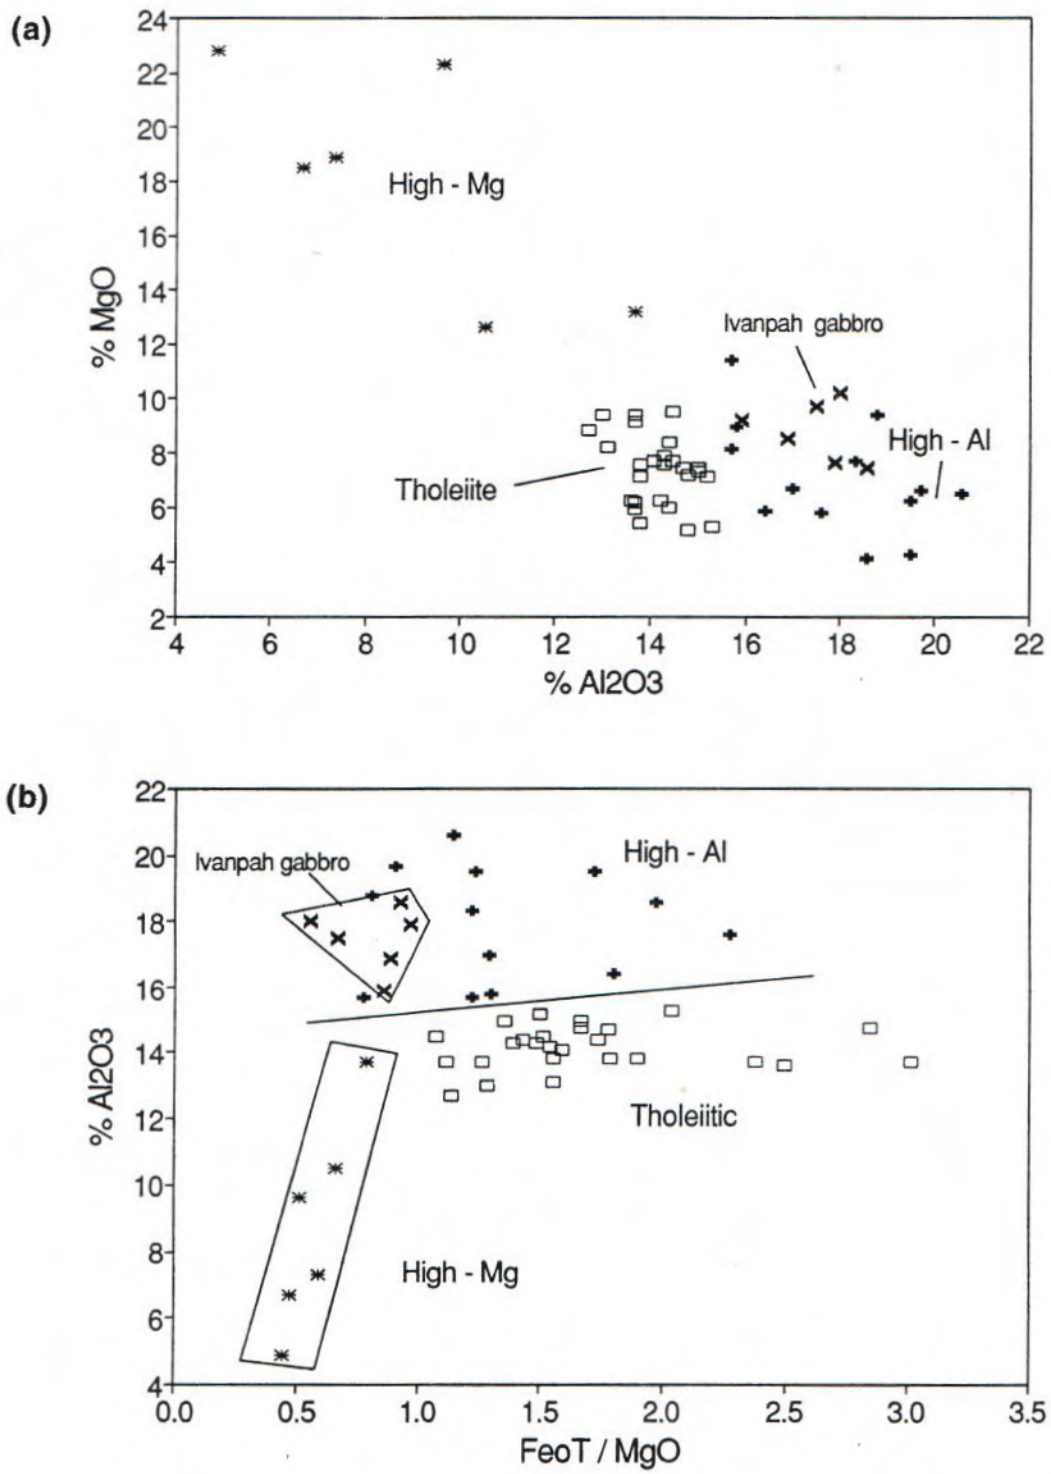 (a)
24
22
20
18
16
14
12
10
8
6
4
2
% MgO
High - Mg
Ivanpah gabbro
High - Al
Tholeiite
4 6 8 10 12 14 16 18 20 22
% Al2O3
(b)
22
20
18
16
14
12
10
8
6
4
% Al2O3
Ivanpah gabbro
High - Al
Tholeiitic
High - Mg
0.0 0.5 1.0 1.5 2.0 2.5 3.0 3.5
FeoT / MgO